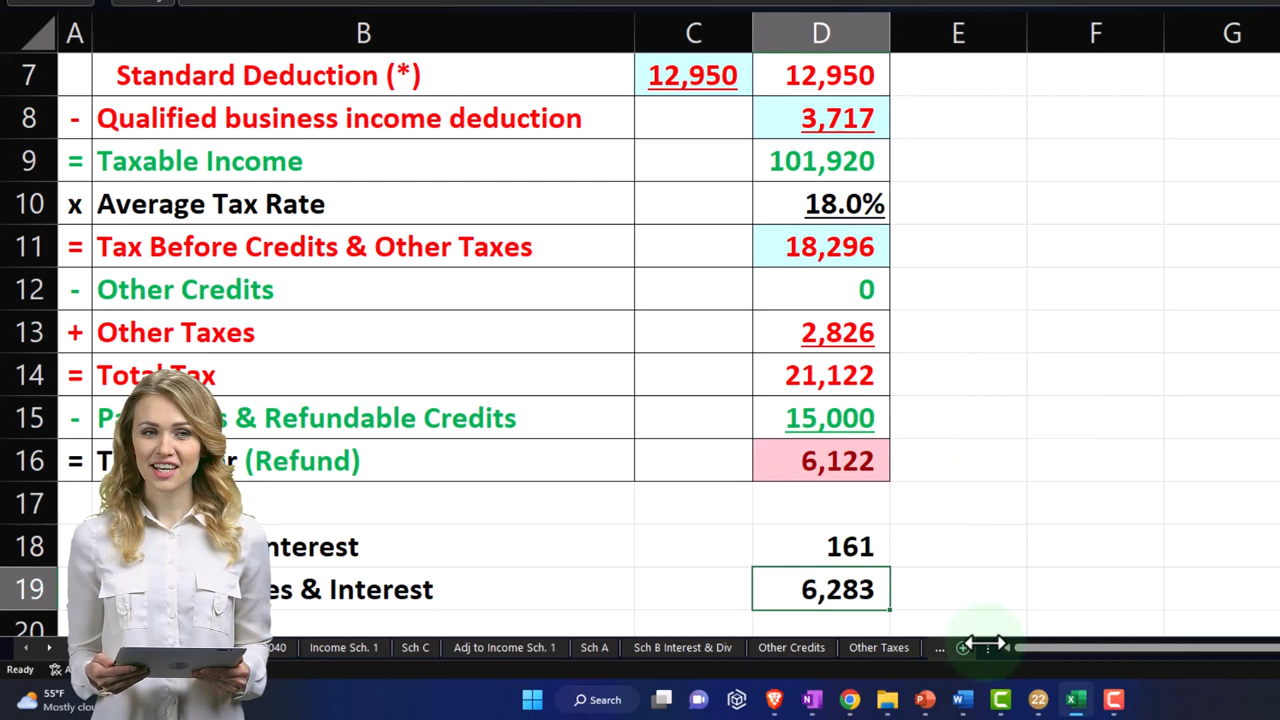 A B C D E F G
7 Standard Deduction (*) 12,950 12,950
8 - Qualified business income deduction 3,717
9 = Taxable Income 101,920
10 x Average Tax Rate 18.0%
11 = Tax Before Credits & Other Taxes 18,296
12 - Other Credits 0
13 + Other Taxes 2,826
14 = Total Tax 21,122
15 - & Refundable Credits 15,000
16 = (Refund) 6,122
17
18 Interest 161
19 & Interest 6,283
20
Income Sch. 1 Sch C Adj to Income Sch. 1 Sch A Sch B Interest & Div Other Credits Other Taxes ...
Ready
55°F Search 22
Mostly